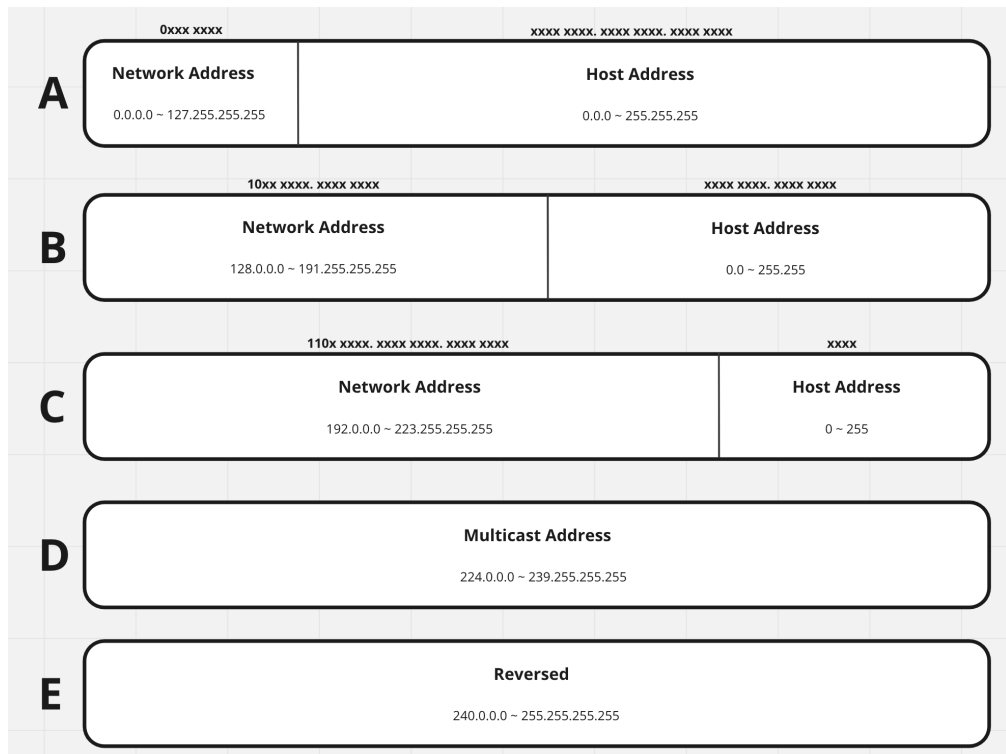 0xxx xxxx
xxxx xxxx. xxxx xxxx. xxxx xxxx
A
Network Address
Host Address
0.0.0.0 ~ 127.255.255.255
0.0.0 ~ 255.255.255
10xx xxxx. xxxx xxxx
xxxx xxxx. xxxx xxxx
B
Network Address
Host Address
128.0.0.0 ~ 191.255.255.255
0.0 ~ 255.255
110x xxxx. xxxx xxxx. xxxx xxxx
xxxx
C
Network Address
Host Address
192.0.0.0 ~ 223.255.255.255
0 ~ 255
D
Multicast Address
224.0.0.0 ~ 239.255.255.255
E
Reversed
240.0.0.0 ~ 255.255.255.255